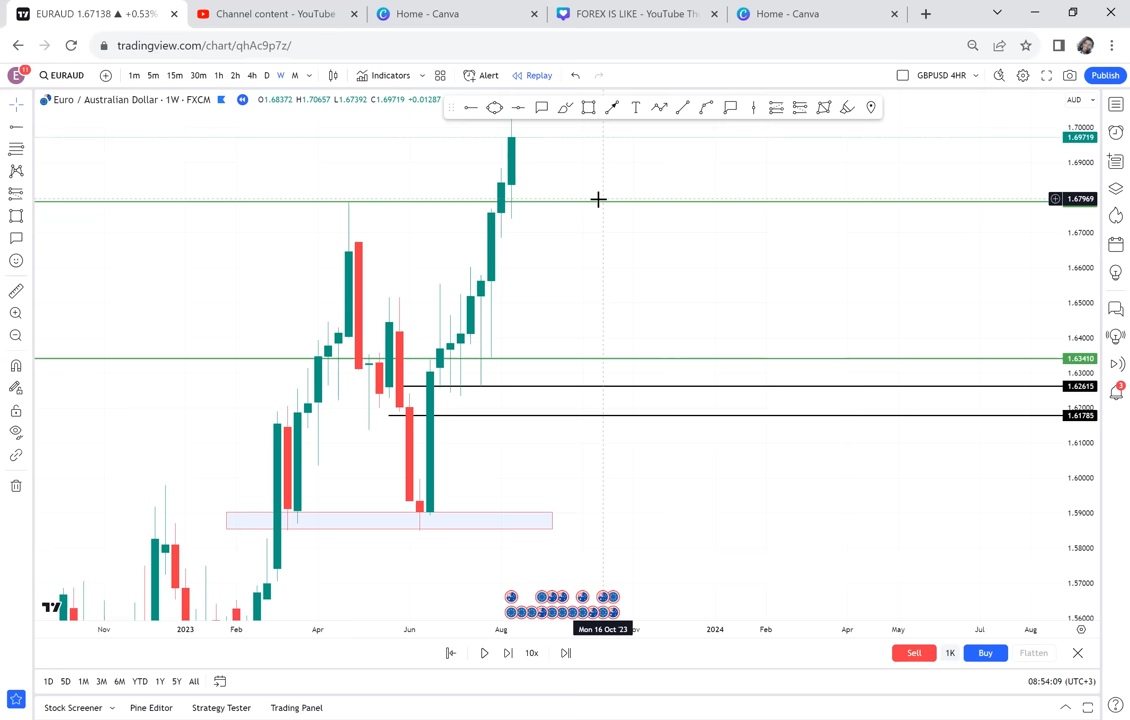 EURAUD 1.67138 ▲ +0.53%
Channel content - YouTube
Home - Canva
FOREX IS LIKE - YouTube Th
Home - Canva
tradingview.com/chart/qhAc9p7z/
E 11 EURAUD 1m 5m 15m 30m 1h 2h 4h D W M Indicators Alert Replay GBPUSD 4HR Publish
Euro / Australian Dollar · 1W · FXCM O1.68372 H1.70657 L1.67392 C1.69719 +0.01287
AUD
1.70000
1.69719
1.69000
1.67969
1.67000
1.66000
1.65000
1.64000
1.63410
1.63000
1.62615
1.62000
1.61785
1.61000
1.60000
1.59000
1.58000
1.57000
1.56000
3
Nov 2023 Feb Apr Jun Aug Mon 16 Oct '23 2024 Feb Apr May Jul Aug
10x Sell 1K Buy Flatten
1D 5D 1M 3M 6M YTD 1Y 5Y All 08:54:09 (UTC+3)
Stock Screener Pine Editor Strategy Tester Trading Panel